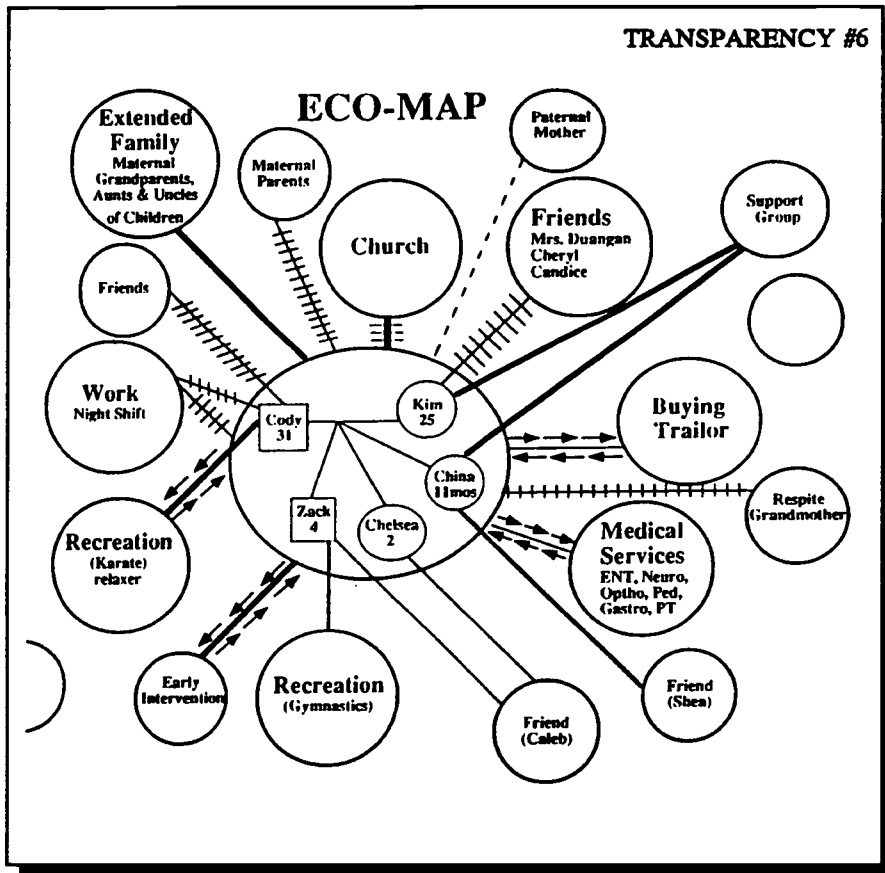 TRANSPARENCY #6
ECO-MAP
Extended
Family
Maternal
Grandparents,
Aunts & Uncles
of Children
Maternal
Parents
Church
Paternal
Mother
Friends
Mrs. Duangan
Cheryl
Candice
Support
Group
Friends
Work
Night Shift
Cody
31
Kim
25
China
11mos
Zack
4
Chelsea
2
Buying
Trailor
Respite
Grandmother
Medical
Services
ENT, Neuro,
Optho, Ped,
Gastro, PT
Recreation
(Karate)
relaxer
Early
Intervention
Recreation
(Gymnastics)
Friend
(Caleb)
Friend
(Shea)